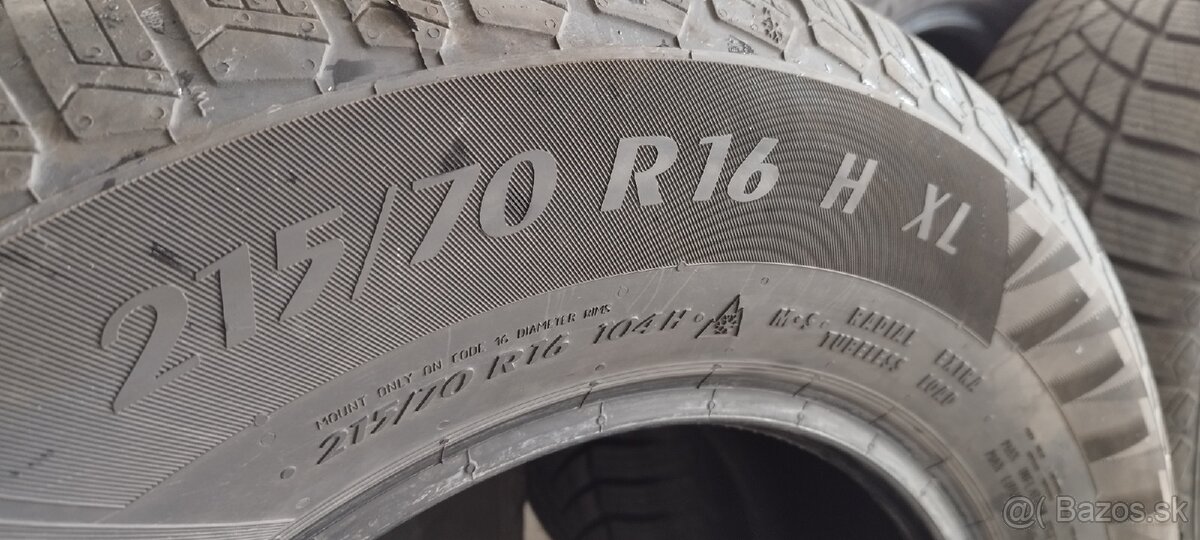 215/70 R16 H XL
MOUNT ONLY ON CODE 16 DIAMETER RIMS
215/70 R16 104H M+S RADIAL EXTRA
TUBELESS LOAD
@( Bazos.sk